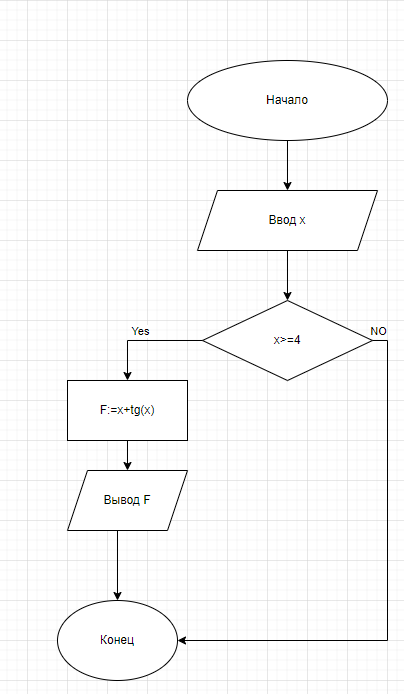 Начало
Ввод x
x>=4
Yes
NO
F:=x+tg(x)
Вывод F
Конец